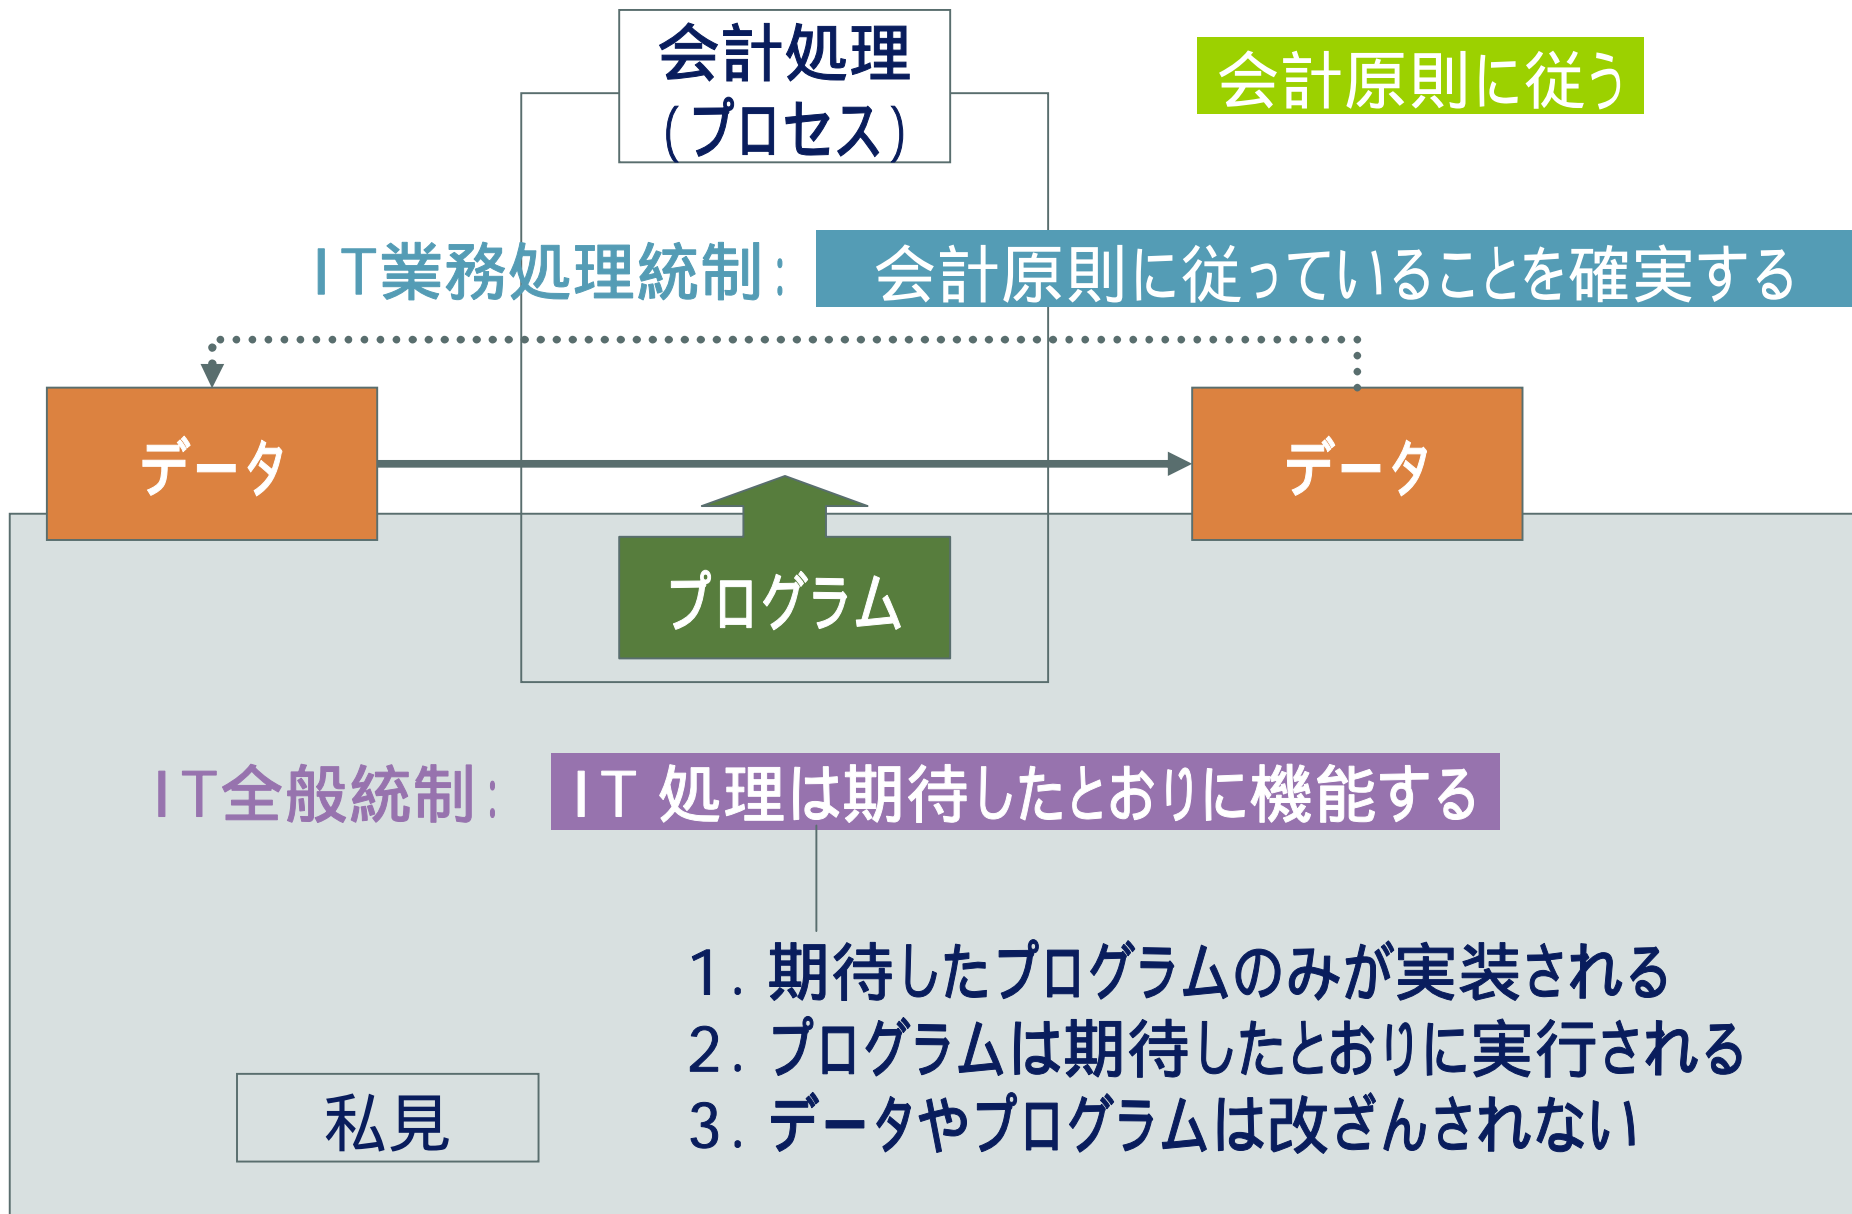 会計処理
(プロセス)
会計原則に従う
IT業務処理統制: 会計原則に従っていることを確実する
データ
データ
プログラム
IT全般統制: IT 処理は期待したとおりに機能する
1. 期待したプログラムのみが実装される
2. プログラムは期待したとおりに実行される
3. データやプログラムは改ざんされない
私見